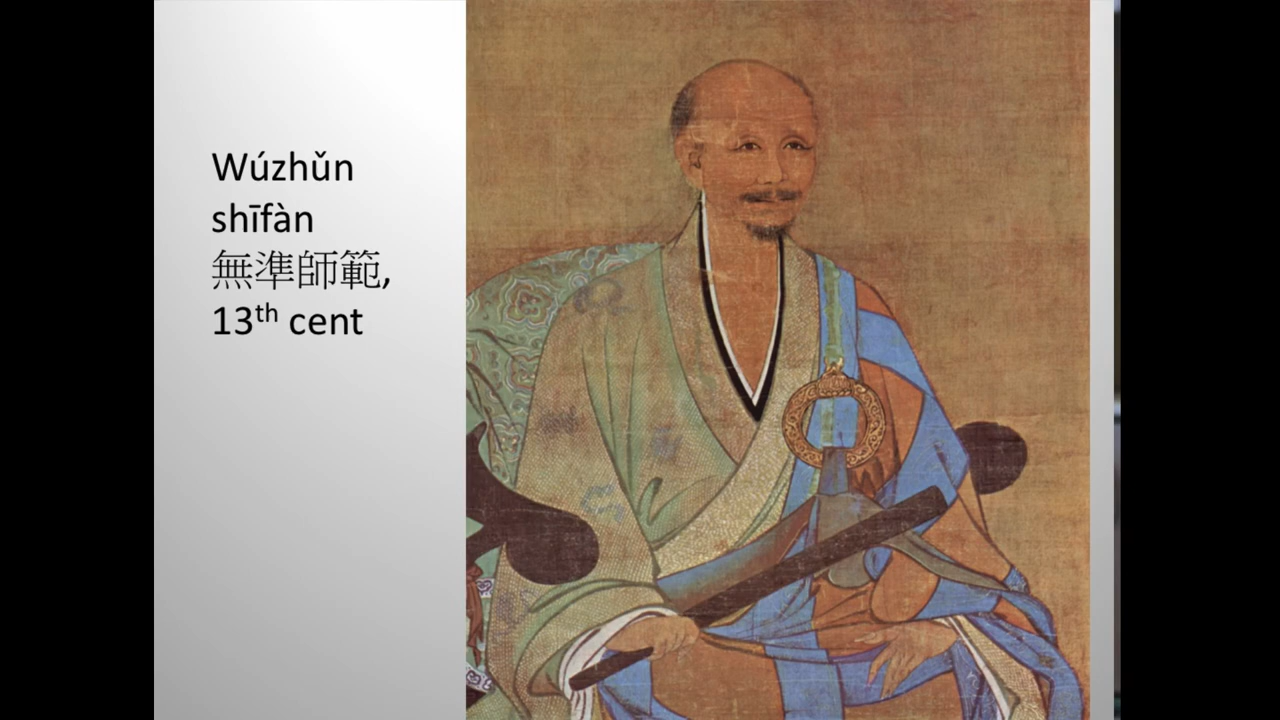 Wúzhǔn
shīfàn
無準師範,
13th cent